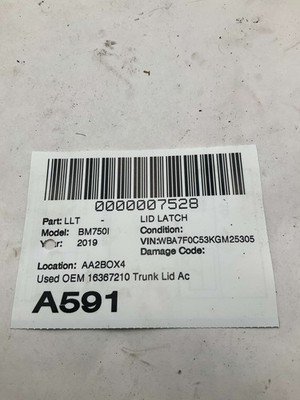 0000007528
Part: LLT - LID LATCH
Model: BM750I Condition:
Year: 2019 VIN:WBA7F0C53KGM25305
Damage Code:
Location: AA2BOX4
Used OEM 16367210 Trunk Lid Ac
A591